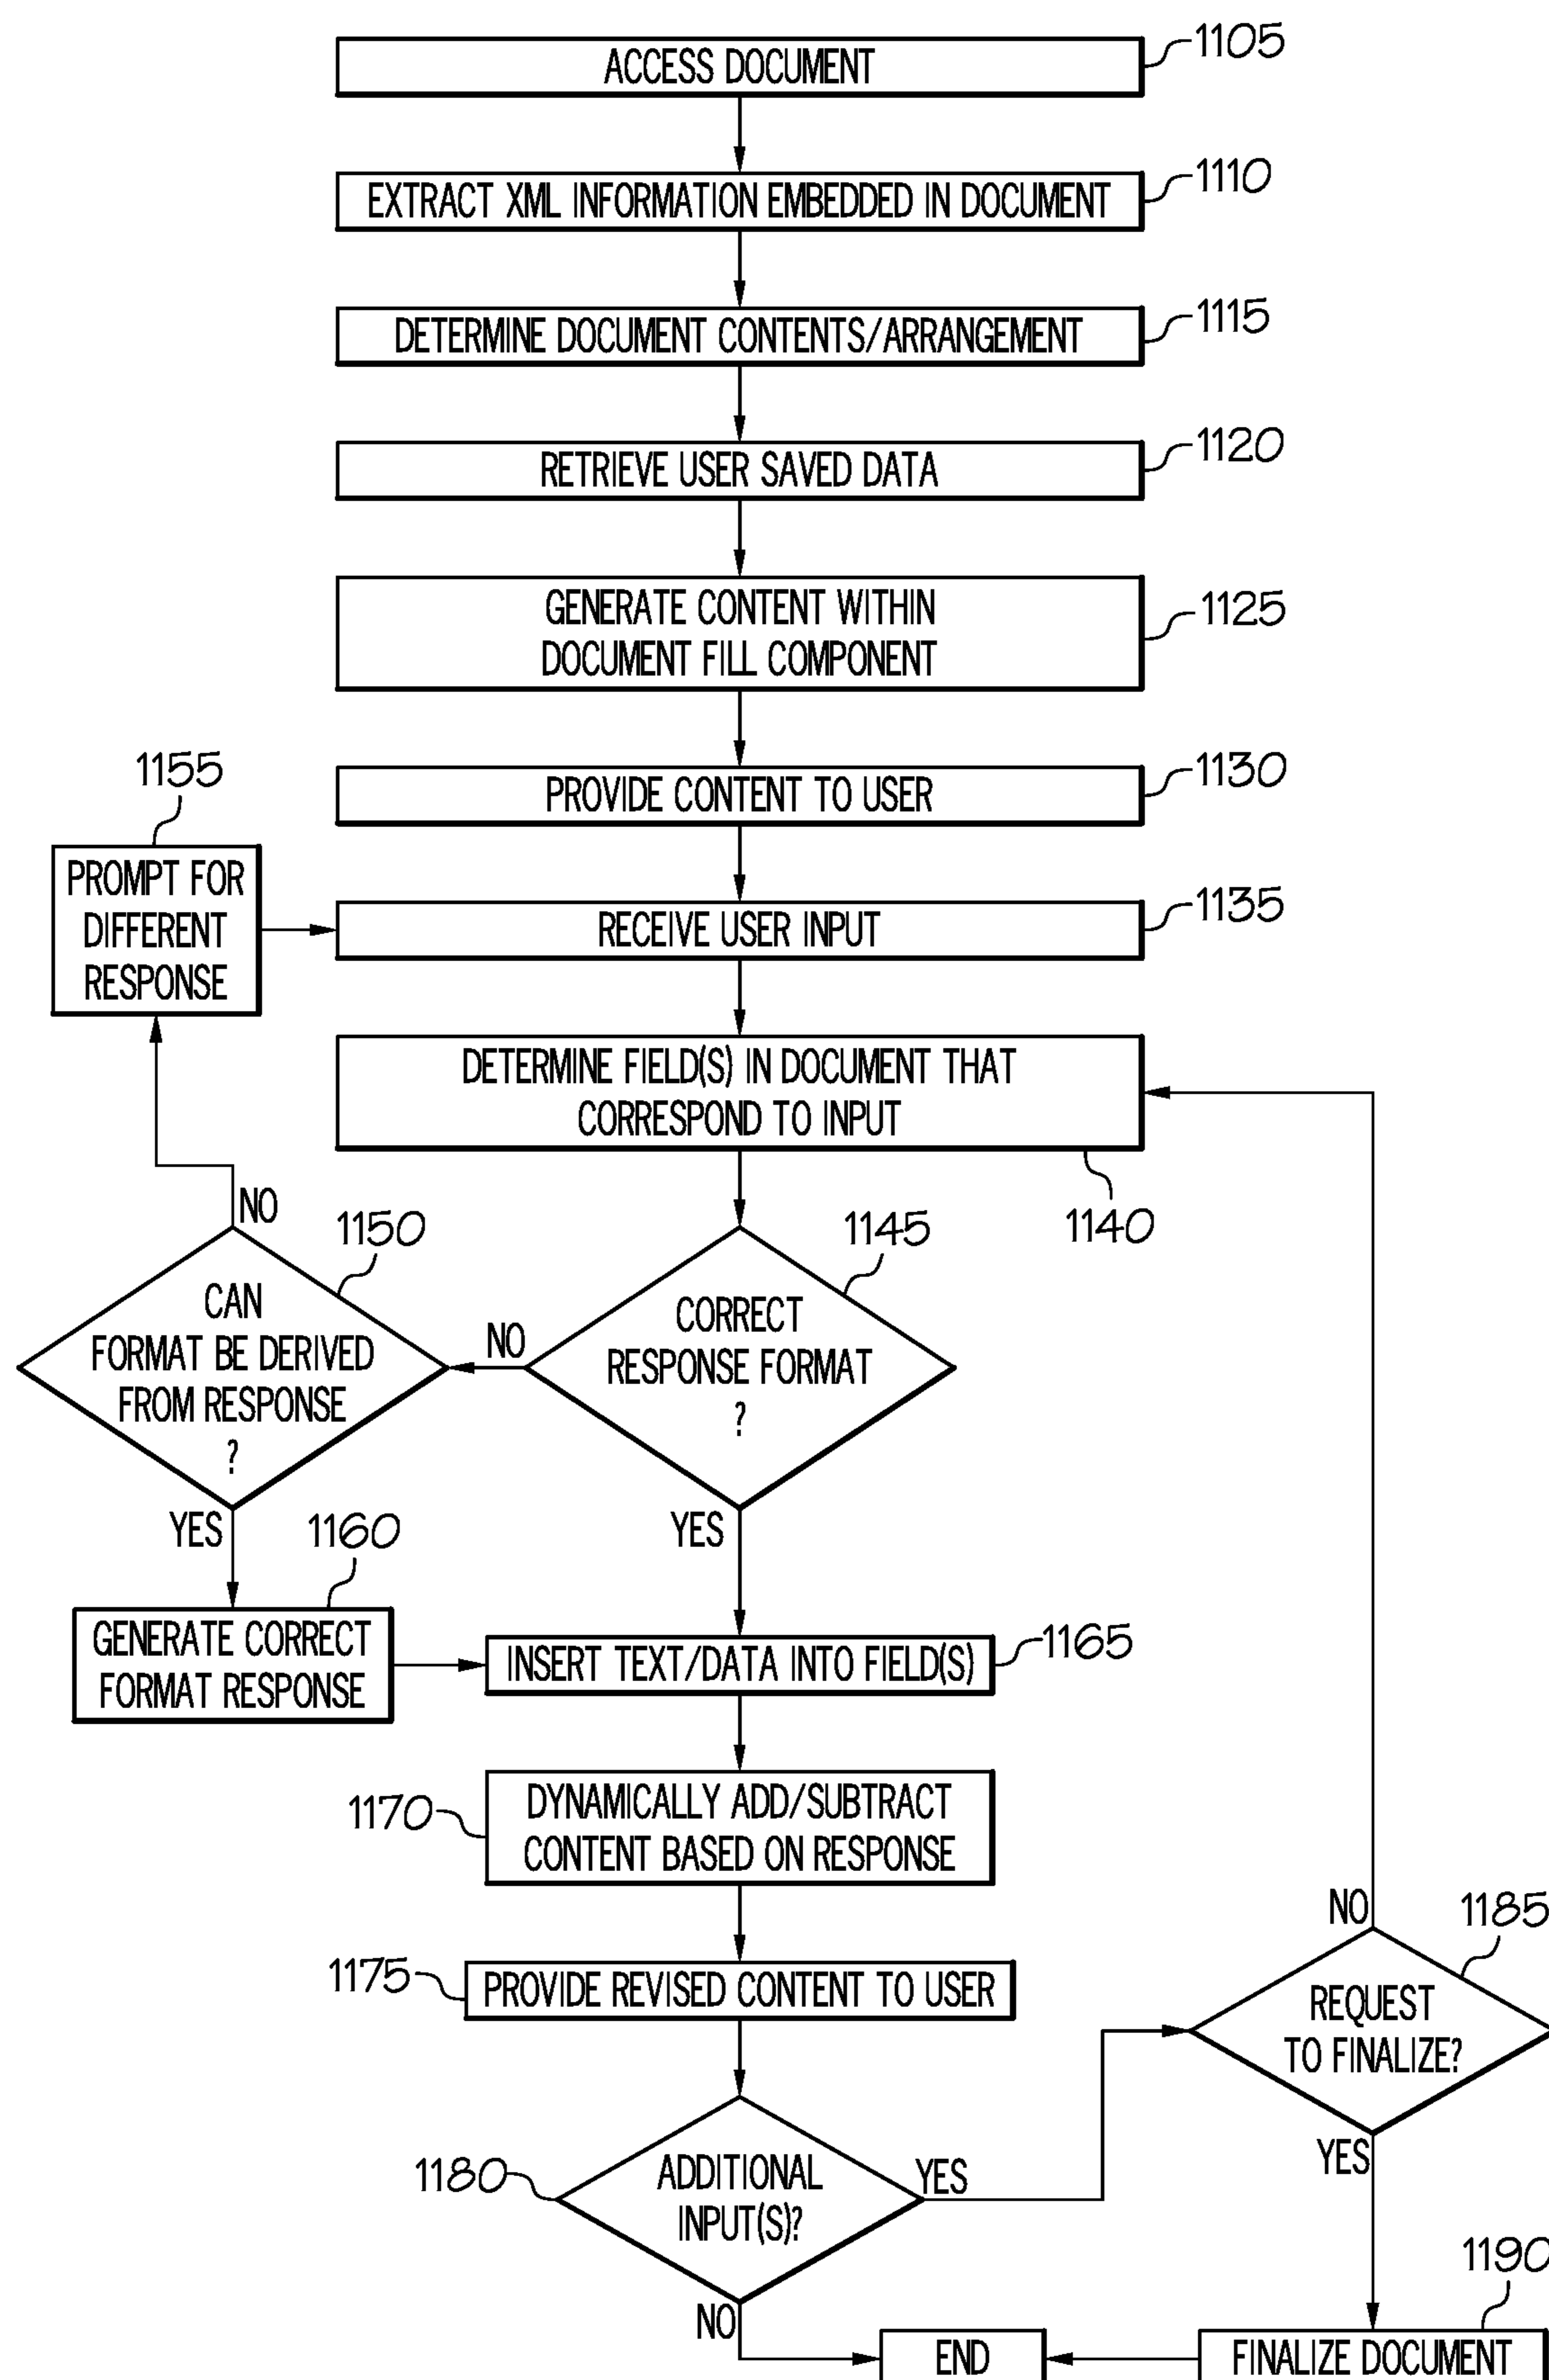 ACCESS DOCUMENT
1105
EXTRACT XML INFORMATION EMBEDDED IN DOCUMENT
1110
DETERMINE DOCUMENT CONTENTS/ARRANGEMENT
1115
RETRIEVE USER SAVED DATA
1120
GENERATE CONTENT WITHIN
DOCUMENT FILL COMPONENT
1125
PROVIDE CONTENT TO USER
1130
1155
PROMPT FOR
DIFFERENT
RESPONSE
RECEIVE USER INPUT
1135
DETERMINE FIELD(S) IN DOCUMENT THAT
CORRESPOND TO INPUT
1140
NO
1150
CAN
FORMAT BE DERIVED
FROM RESPONSE
?
NO
1145
CORRECT
RESPONSE FORMAT
?
YES
1160
YES
GENERATE CORRECT
FORMAT RESPONSE
INSERT TEXT/DATA INTO FIELD(S)
1165
1170
DYNAMICALLY ADD/SUBTRACT
CONTENT BASED ON RESPONSE
1175
PROVIDE REVISED CONTENT TO USER
NO
1185
REQUEST
TO FINALIZE?
YES
1180
ADDITIONAL
INPUT(S)?
YES
NO
1190
END
FINALIZE DOCUMENT